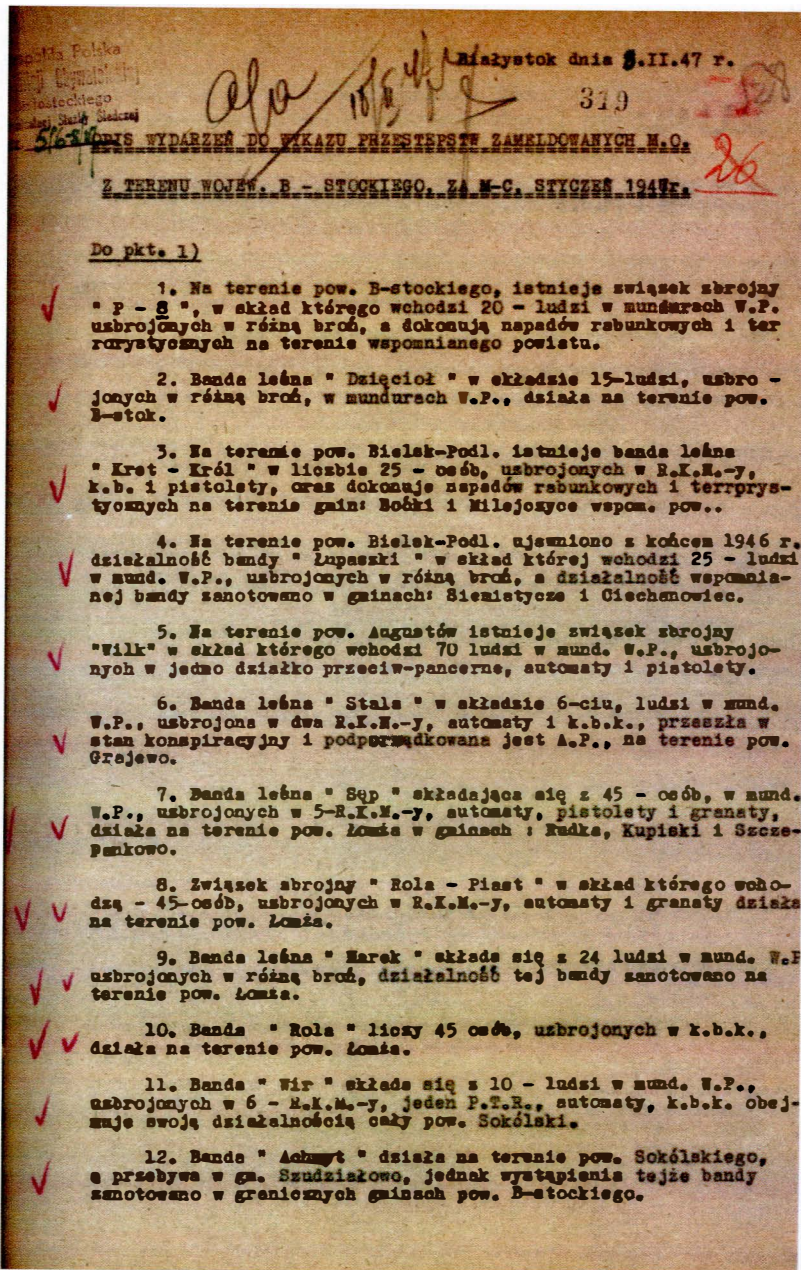 Polska
Białystok dnia 5.II.47 r.
319
26
OPIS WYDARZEŃ DO WYKAZU PRZESTĘPSTW ZAMELDOWANYCH M.O.
Z TERENU WOJEW. B - STOCKIEGO. ZA M-C. STYCZEŃ 1947r.
Do pkt. 1)
1. Na terenie pow. B-stockiego, istnieje związek zbrojny
" P - 8 ", w skład którego wchodzi 20 - ludzi w mundurach W.P.
uzbrojonych w różną broń, a dokonują napadów rabunkowych i ter
rorystycznych na terenie wspomnianego powiatu.
2. Banda leśna " Dzięcioł " w składzie 15-ludzi, uzbro -
jonych w różną broń, w mundurach W.P., działa na terenie pow.
B-stok.
3. Na terenie pow. Bielsk-Podl. istnieje banda leśna
" Kret - Król " w liczbie 25 - osób, uzbrojonych w R.K.M.-y,
k.b. i pistolety, oraz dokonuje napadów rabunkowych i terrprys-
tycznych na terenie gmin: Boćki i Milejczyce wspom. pow..
4. Na terenie pow. Bielsk-Podl. ujawniono z końcem 1946 r.
działalność bandy " Łupaszki " w skład której wchodzi 25 - ludzi
w mund. W.P., uzbrojonych w różną broń, a działalność wspomnia-
nej bandy zanotowano w gminach: Siemiatycze i Ciechanowiec.
5. Na terenie pow. Augustów istnieje związek zbrojny
"Wilk" w skład którego wchodzi 70 ludzi w mund. W.P., uzbrojo-
nych w jedno działko przeciw-pancerne, automaty i pistolety.
6. Banda leśna " Stala " w składzie 6-ciu, ludzi w mund.
W.P., uzbrojona w dwa R.K.M.-y, automaty i k.b.k., przeszła w
stan konspiracyjny i podporządkowana jest A.P., na terenie pow.
Grajewo.
7. Banda leśna " Sęp " składająca się z 45 - osób, w mund.
W.P., uzbrojonych w 5-R.K.M.-y, automaty, pistolety i granaty,
działa na terenie pow. Łomża w gminach : Rudka, Kupiski i Szcze-
pankowo.
8. Związek zbrojny " Rola - Piast " w skład którego wcho-
dzą - 45-osób, uzbrojonych w R.K.M.-y, automaty i granaty działa
na terenie pow. Łomża.
9. Banda leśna " Marek " składa się z 24 ludzi w mund. W.P
uzbrojonych w różną broń, działalność tej bandy zanotowano na
terenie pow. Łomża.
10. Banda " Rola " liczy 45 osób, uzbrojonych w k.b.k.,
działa na terenie pow. Łomża.
11. Banda " Wir " składa się z 10 - ludzi w mund. W.P.,
uzbrojonych w 6 - R.K.M.-y, jeden P.T.R., automaty, k.b.k. obej-
muje swoją działalnością cały pow. Sokólski.
12. Banda " " działa na terenie pow. Sokólskiego,
a przebywa w gm. Szudziałowo, jednak wystąpienia tejże bandy
zanotowano w granicznych gminach pow. B-stockiego.